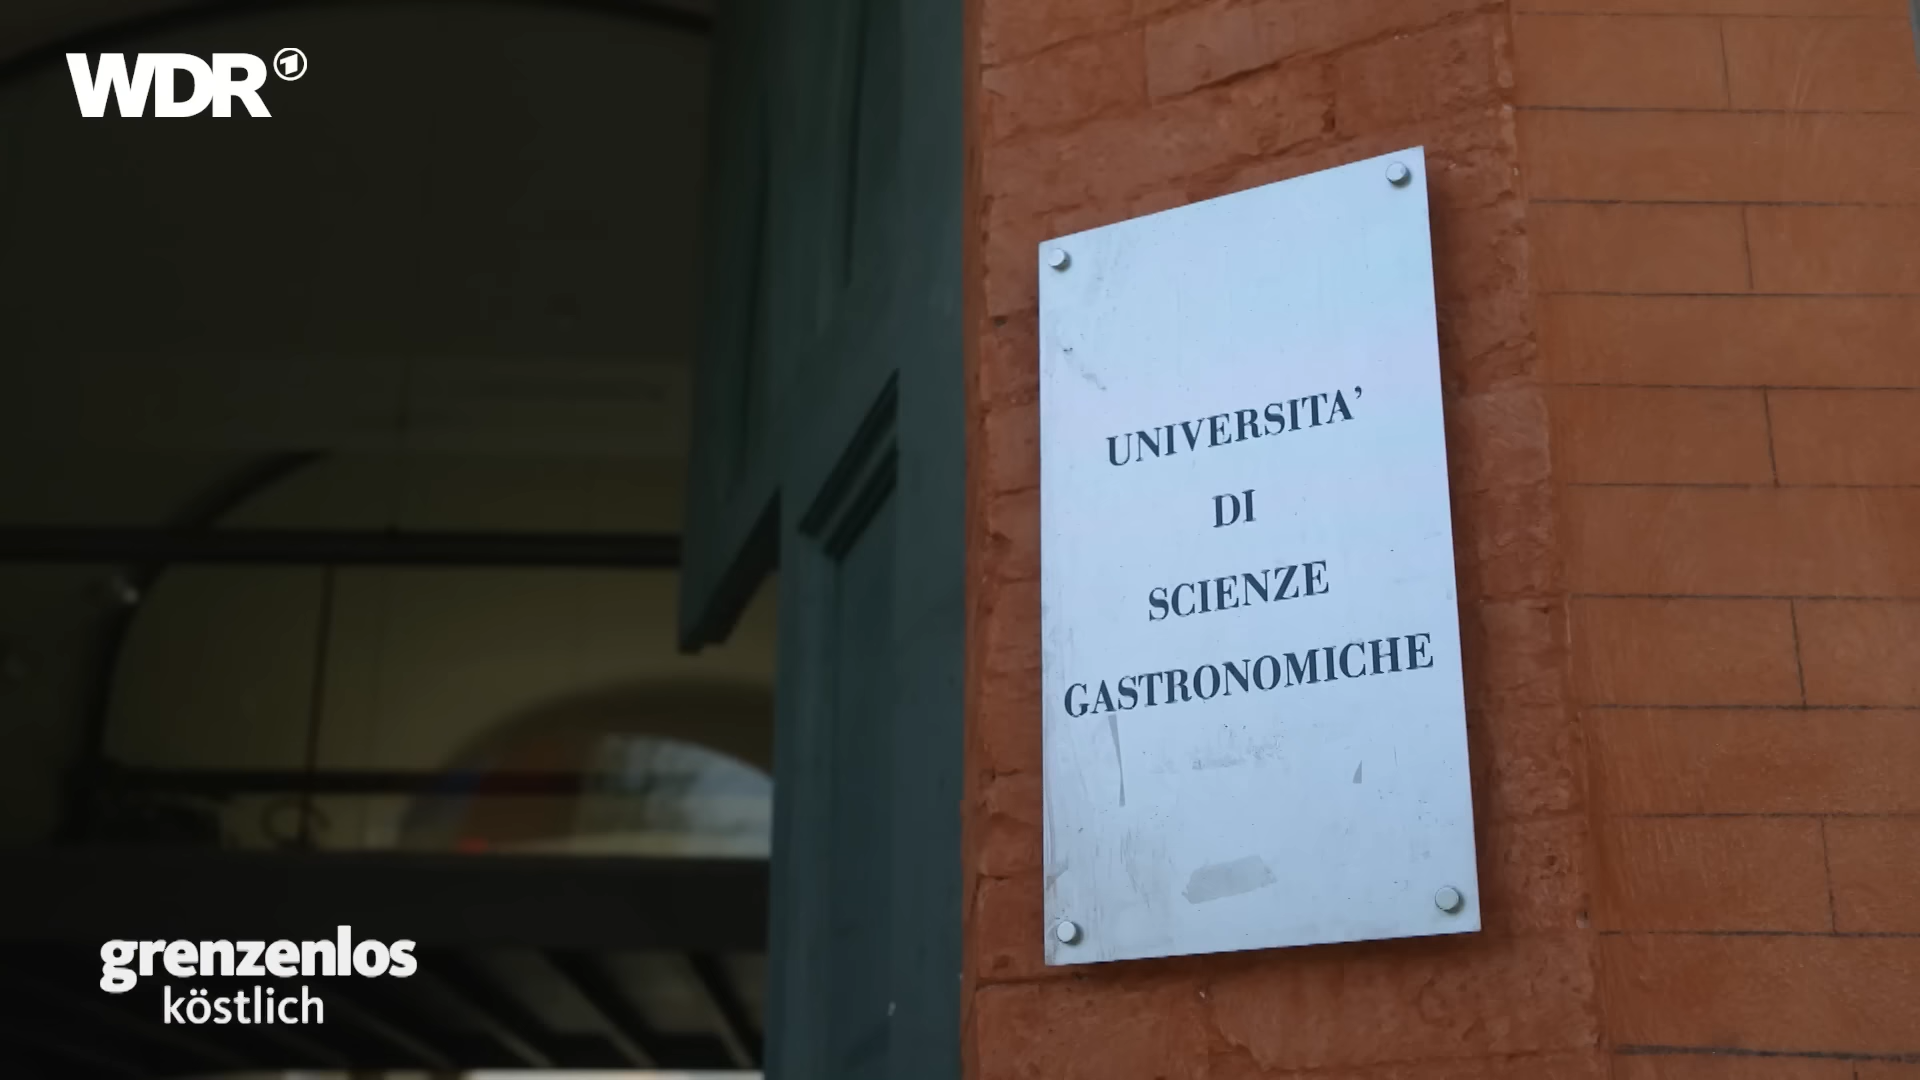 WDR
UNIVERSITA'
DI
SCIENZE
GASTRONOMICHE
grenzenlos
köstlich